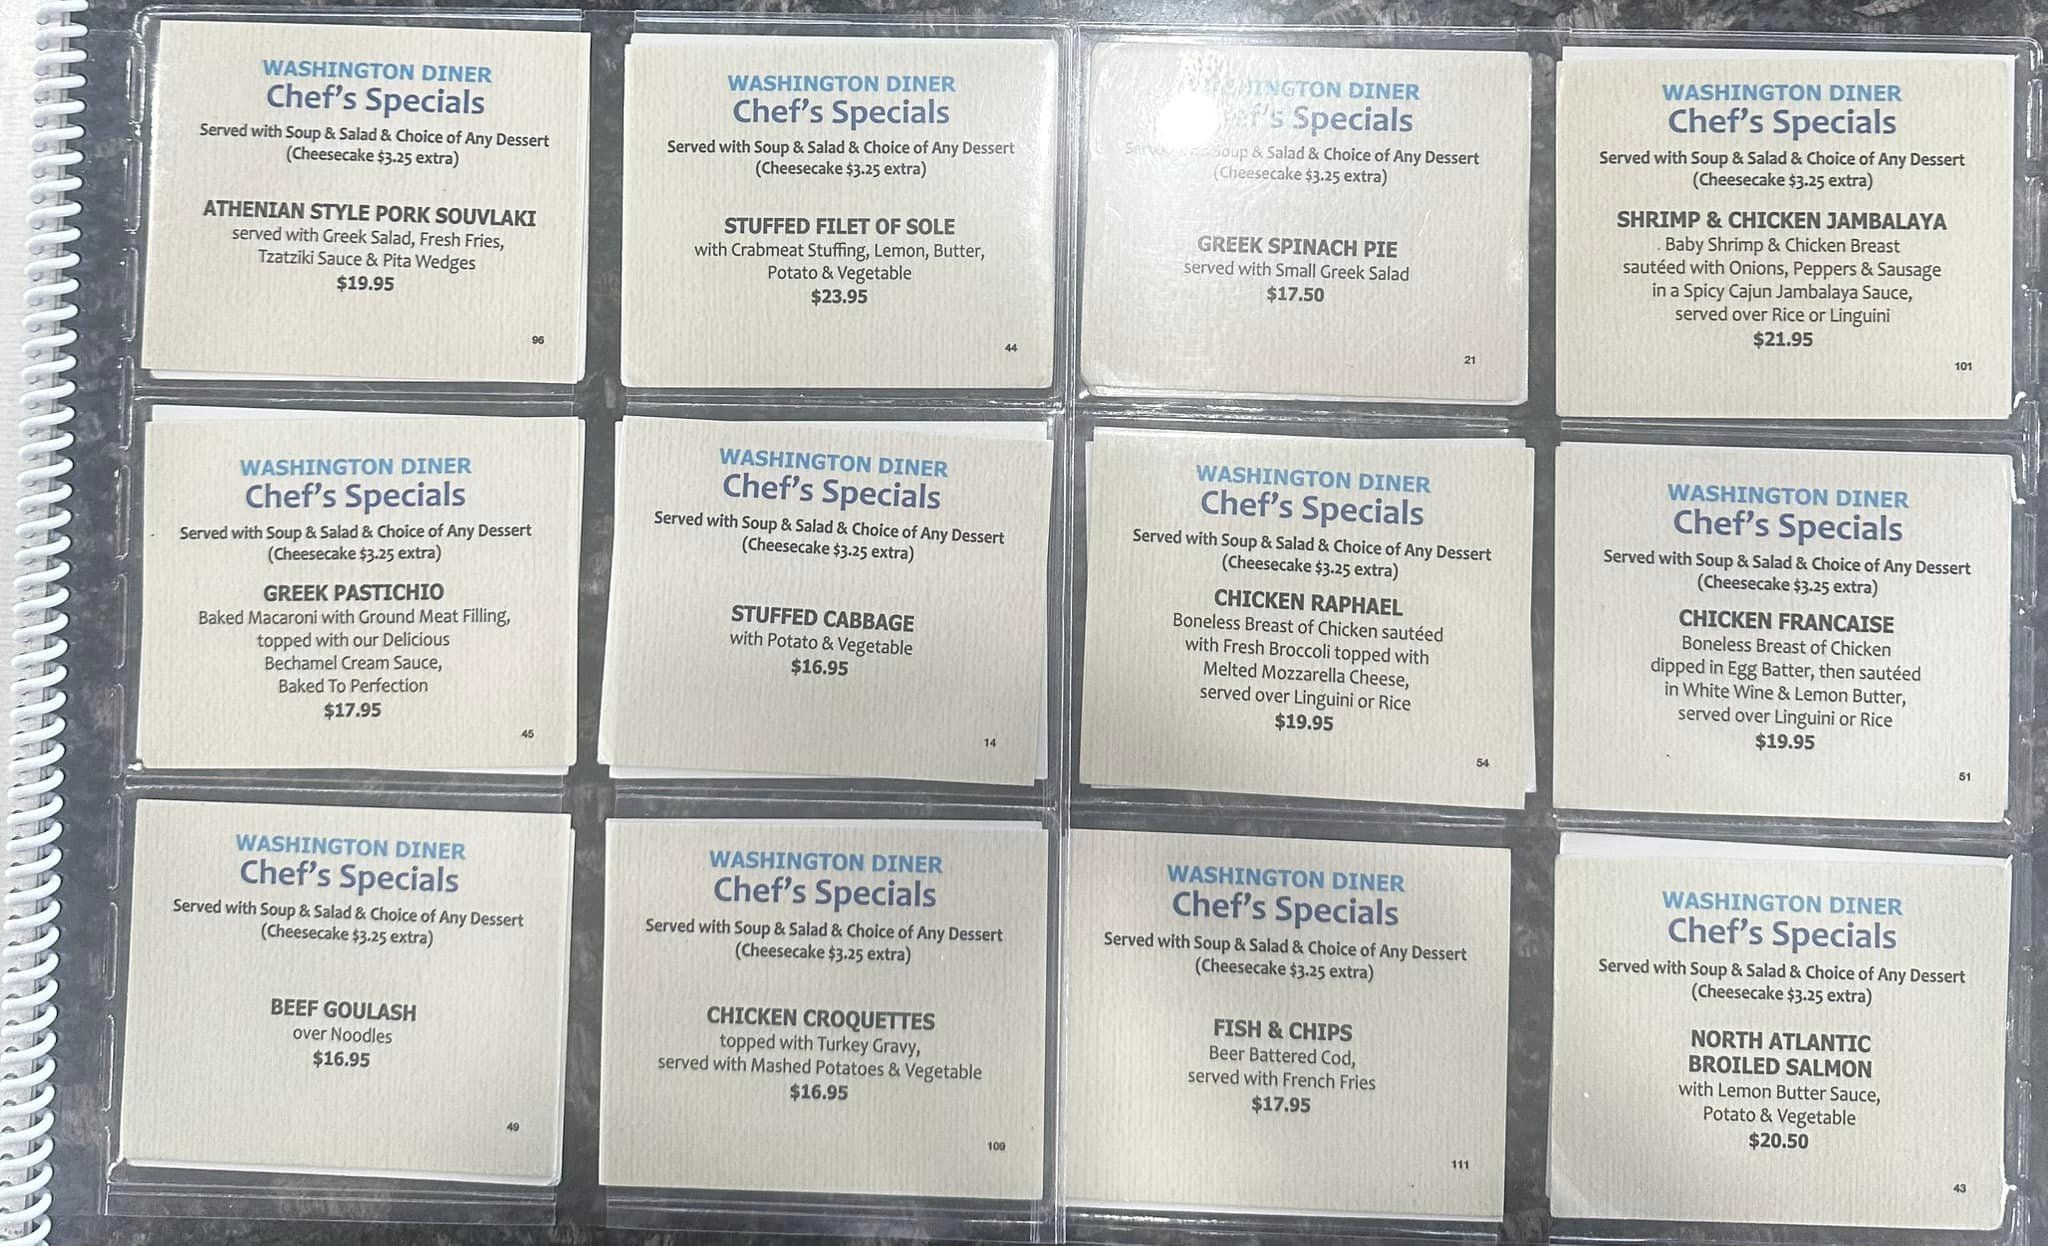 WASHINGTON DINER
Chef's Specials
Served with Soup & Salad & Choice of Any Dessert
(Cheesecake $3.25 extra)
ATHENIAN STYLE PORK SOUVLAKI
served with Greek Salad, Fresh Fries,
Tzatziki Sauce & Pita Wedges
$19.95
96
WASHINGTON DINER
Chef's Specials
Served with Soup & Salad & Choice of Any Dessert
(Cheesecake $3.25 extra)
STUFFED FILET OF SOLE
with Crabmeat Stuffing, Lemon, Butter,
Potato & Vegetable
$23.95
44
WASHINGTON DINER
Chef's Specials
Served with Soup & Salad & Choice of Any Dessert
(Cheesecake $3.25 extra)
GREEK SPINACH PIE
served with Small Greek Salad
$17.50
21
WASHINGTON DINER
Chef's Specials
Served with Soup & Salad & Choice of Any Dessert
(Cheesecake $3.25 extra)
SHRIMP & CHICKEN JAMBALAYA
Baby Shrimp & Chicken Breast
sautéed with Onions, Peppers & Sausage
in a Spicy Cajun Jambalaya Sauce,
served over Rice or Linguini
$21.95
101
WASHINGTON DINER
Chef's Specials
Served with Soup & Salad & Choice of Any Dessert
(Cheesecake $3.25 extra)
GREEK PASTICHIO
Baked Macaroni with Ground Meat Filling,
topped with our Delicious
Bechamel Cream Sauce,
Baked To Perfection
$17.95
45
WASHINGTON DINER
Chef's Specials
Served with Soup & Salad & Choice of Any Dessert
(Cheesecake $3.25 extra)
STUFFED CABBAGE
with Potato & Vegetable
$16.95
14
WASHINGTON DINER
Chef's Specials
Served with Soup & Salad & Choice of Any Dessert
(Cheesecake $3.25 extra)
CHICKEN RAPHAEL
Boneless Breast of Chicken sautéed
with Fresh Broccoli topped with
Melted Mozzarella Cheese,
served over Linguini or Rice
$19.95
54
WASHINGTON DINER
Chef's Specials
Served with Soup & Salad & Choice of Any Dessert
(Cheesecake $3.25 extra)
CHICKEN FRANCAISE
Boneless Breast of Chicken
dipped in Egg Batter, then sautéed
in White Wine & Lemon Butter,
served over Linguini or Rice
$19.95
51
WASHINGTON DINER
Chef's Specials
Served with Soup & Salad & Choice of Any Dessert
(Cheesecake $3.25 extra)
BEEF GOULASH
over Noodles
$16.95
49
WASHINGTON DINER
Chef's Specials
Served with Soup & Salad & Choice of Any Dessert
(Cheesecake $3.25 extra)
CHICKEN CROQUETTES
topped with Turkey Gravy,
served with Mashed Potatoes & Vegetable
$16.95
109
WASHINGTON DINER
Chef's Specials
Served with Soup & Salad & Choice of Any Dessert
(Cheesecake $3.25 extra)
FISH & CHIPS
Beer Battered Cod,
served with French Fries
$17.95
111
WASHINGTON DINER
Chef's Specials
Served with Soup & Salad & Choice of Any Dessert
(Cheesecake $3.25 extra)
NORTH ATLANTIC
BROILED SALMON
with Lemon Butter Sauce,
Potato & Vegetable
$20.50
43